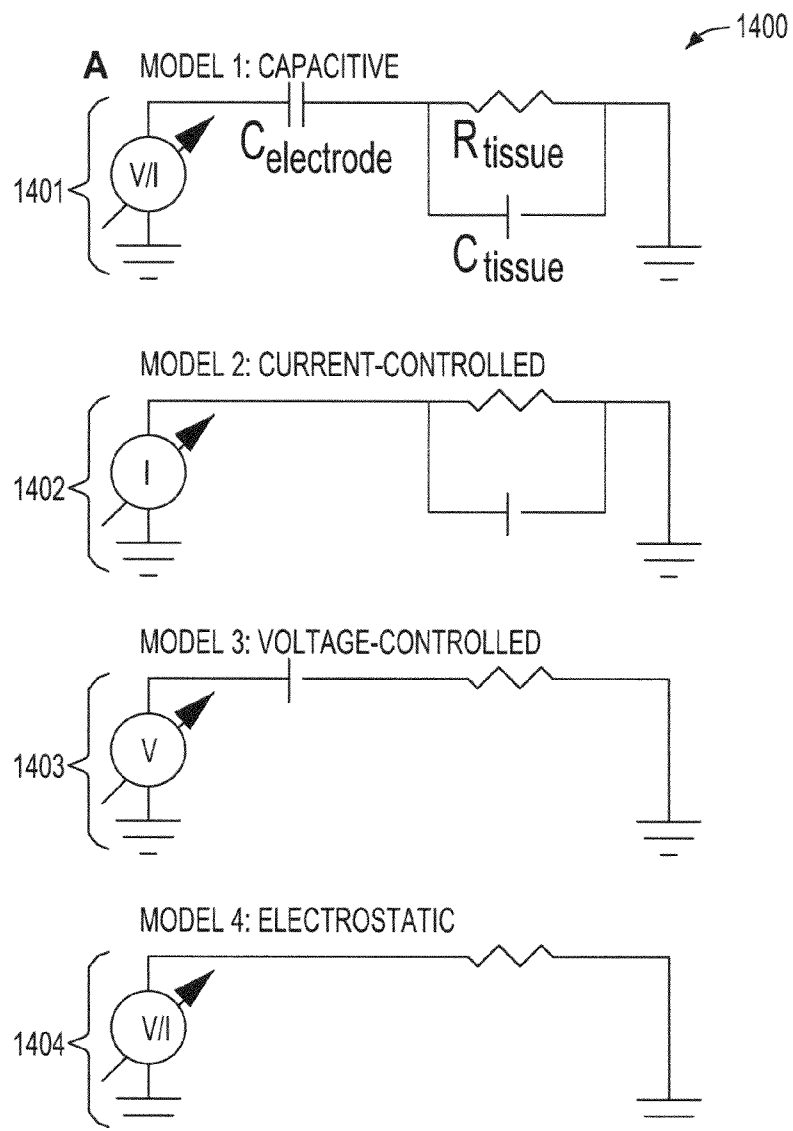 1400
A MODEL 1: CAPACITIVE
1401
V/I
C electrode
R tissue
C tissue
MODEL 2: CURRENT-CONTROLLED
1402
I
MODEL 3: VOLTAGE-CONTROLLED
1403
V
MODEL 4: ELECTROSTATIC
1404
V/I